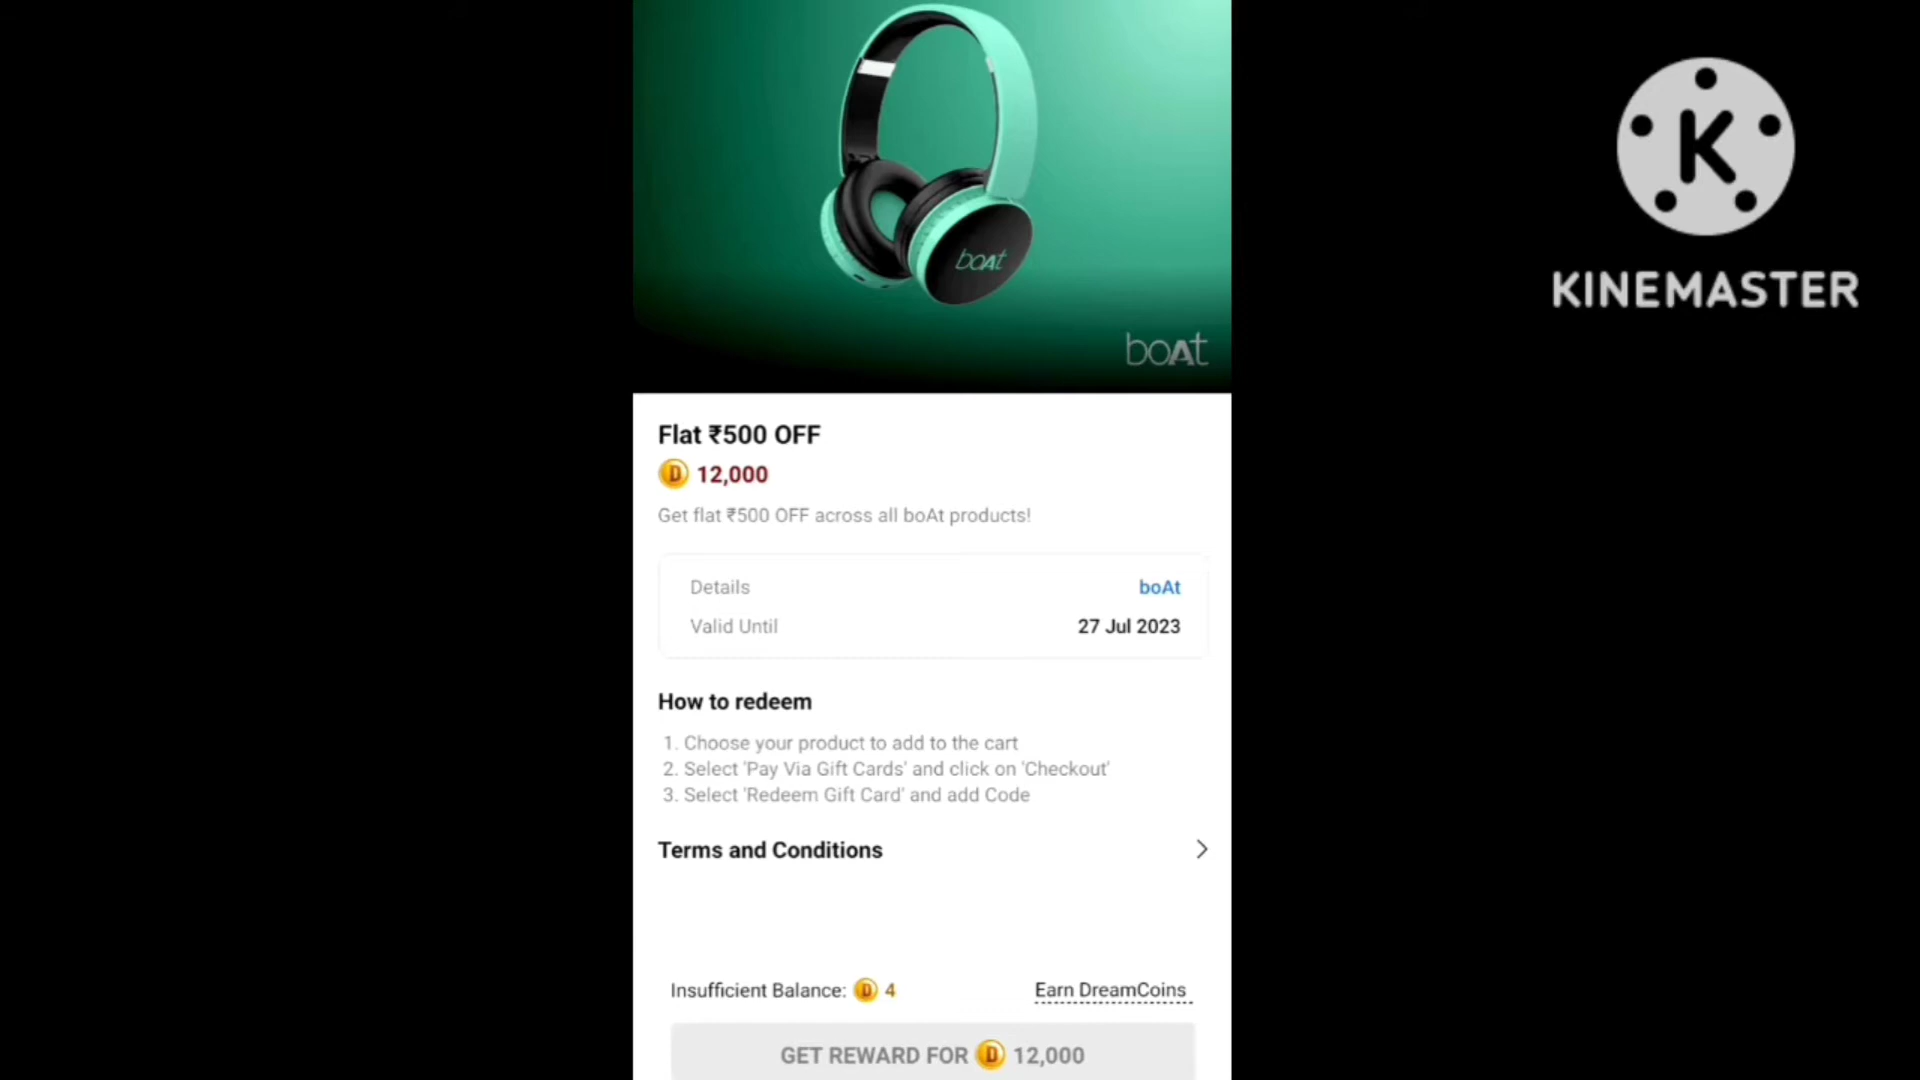 boAt
boAt
K
KINEMASTER
Flat ₹500 OFF
D 12,000
Get flat ₹500 OFF across all boAt products!
Details boAt
Valid Until 27 Jul 2023
How to redeem
1. Choose your product to add to the cart
2. Select 'Pay Via Gift Cards' and click on 'Checkout'
3. Select 'Redeem Gift Card' and add Code
Terms and Conditions
Insufficient Balance: D 4 Earn DreamCoins
GET REWARD FOR D 12,000